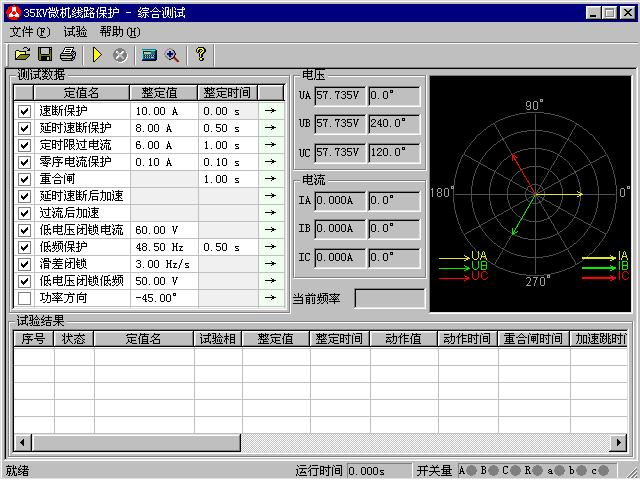 35KV微机线路保护 - 综合测试
文件(F) 试验 帮助(H)
测试数据
定值名 整定值 整定时间
速断保护 10.00 A 0.00 s →
延时速断保护 8.00 A 0.50 s →
定时限过电流 6.00 A 1.00 s →
零序电流保护 0.10 A 0.10 s →
重合闸 1.00 s →
延时速断后加速 →
过流后加速 →
低电压闭锁电流 60.00 V →
低频保护 48.50 Hz 0.50 s →
滑差闭锁 3.00 Hz/s →
低电压闭锁低频 50.00 V →
功率方向 -45.00° →
电压
UA 57.735V 0.0°
UB 57.735V 240.0°
UC 57.735V 120.0°
电流
IA 0.000A 0.0°
IB 0.000A 0.0°
IC 0.000A 0.0°
当前频率
90°
180° 0°
270°
UA IA
UB IB
UC IC
试验结果
序号 状态 定值名 试验相 整定值 整定时间 动作值 动作时间 重合闸时间 加速跳时
就绪 运行时间 0.000s 开关量 A B C R a b c